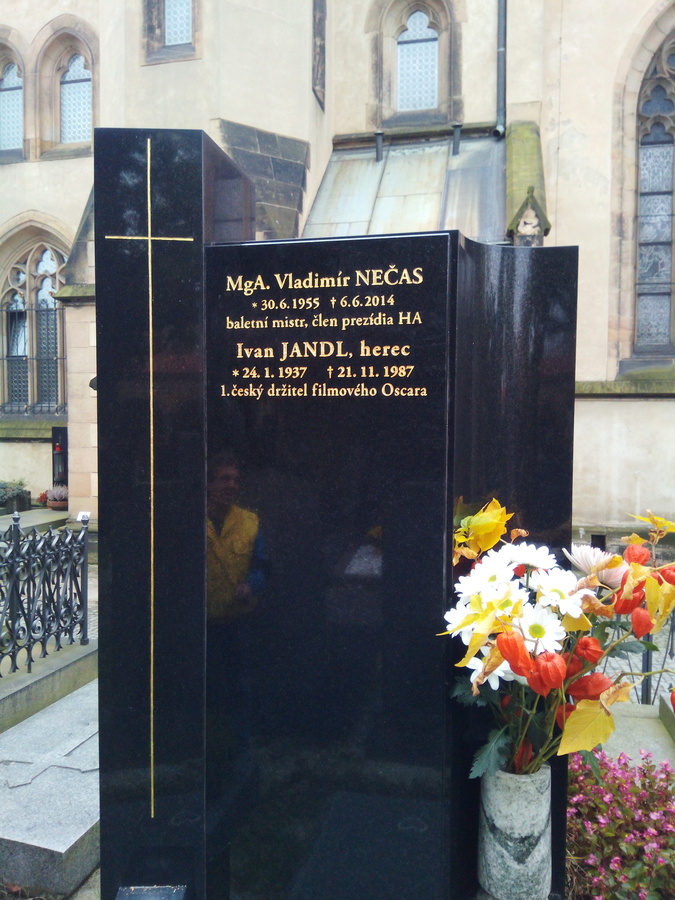 MgA. Vladimír NEČAS
* 30.6.1955 † 6.6.2014
baletní mistr, člen prezídia HA
Ivan JANDL, herec
* 24. 1. 1937 † 21. 11. 1987
1. český držitel filmového Oscara